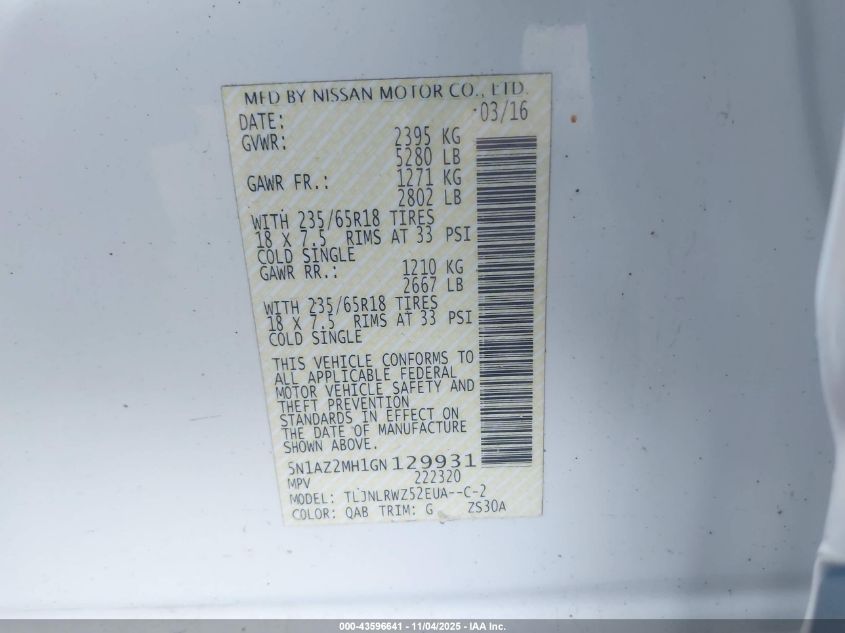 MFD BY NISSAN MOTOR CO., LTD.
DATE: 03/16
GVWR: 2395 KG
5280 LB
GAWR FR.: 1271 KG
2802 LB
WITH 235/65R18 TIRES
18 X 7.5 RIMS AT 33 PSI
COLD SINGLE
GAWR RR.: 1210 KG
2667 LB
WITH 235/65R18 TIRES
18 X 7.5 RIMS AT 33 PSI
COLD SINGLE
THIS VEHICLE CONFORMS TO
ALL APPLICABLE FEDERAL
MOTOR VEHICLE SAFETY AND
THEFT PREVENTION
STANDARDS IN EFFECT ON
THE DATE OF MANUFACTURE
SHOWN ABOVE.
5N1AZ2MH1GN129931
MPV 222320
MODEL: TLJNLRWZ52EUA--C-2
COLOR: QAB TRIM: G ZS30A
000-43596641 - 11/04/2025 - IAA Inc.